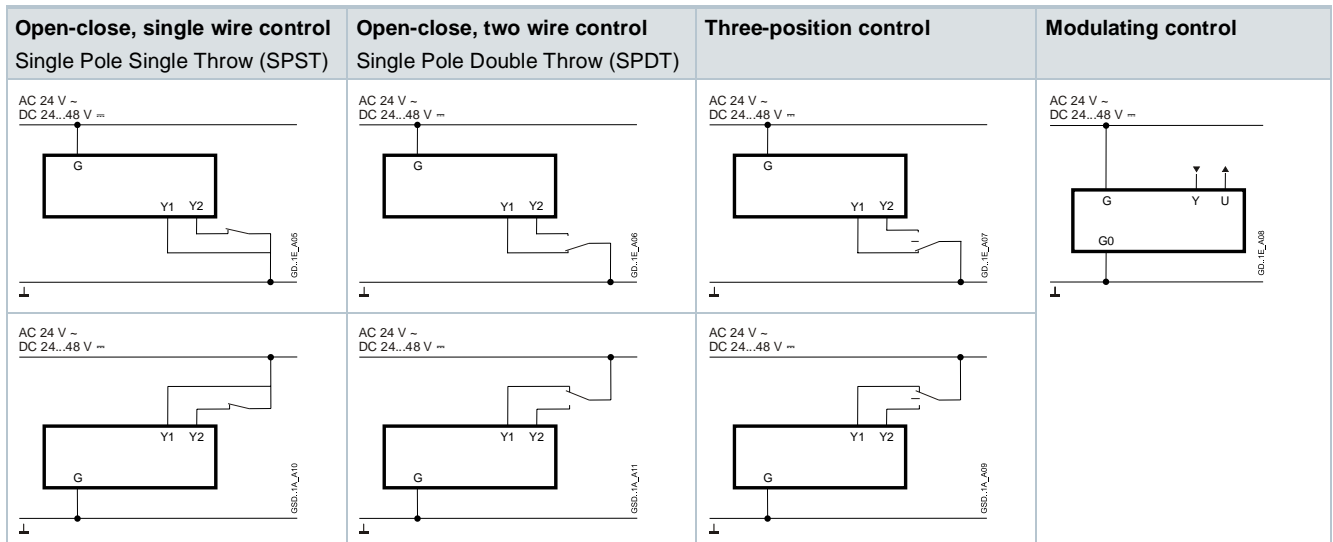 Open-close, single wire control
Single Pole Single Throw (SPST)
Open-close, two wire control
Single Pole Double Throw (SPDT)
Three-position control
Modulating control
AC 24 V ~
DC 24...48 V ⎓
G
Y1 Y2
GD..1E_A05
⊥
AC 24 V ~
DC 24...48 V ⎓
G
Y1 Y2
GD..1E_A06
⊥
AC 24 V ~
DC 24...48 V ⎓
G
Y1 Y2
GD..1E_A07
⊥
AC 24 V ~
DC 24...48 V ⎓
G Y U
G0
GD..1E_A08
⊥
AC 24 V ~
DC 24...48 V ⎓
Y1 Y2
G
GSD..1A_A10
⊥
AC 24 V ~
DC 24...48 V ⎓
Y1 Y2
G
GSD..1A_A11
⊥
AC 24 V ~
DC 24...48 V ⎓
Y1 Y2
G
GSD..1A_A09
⊥